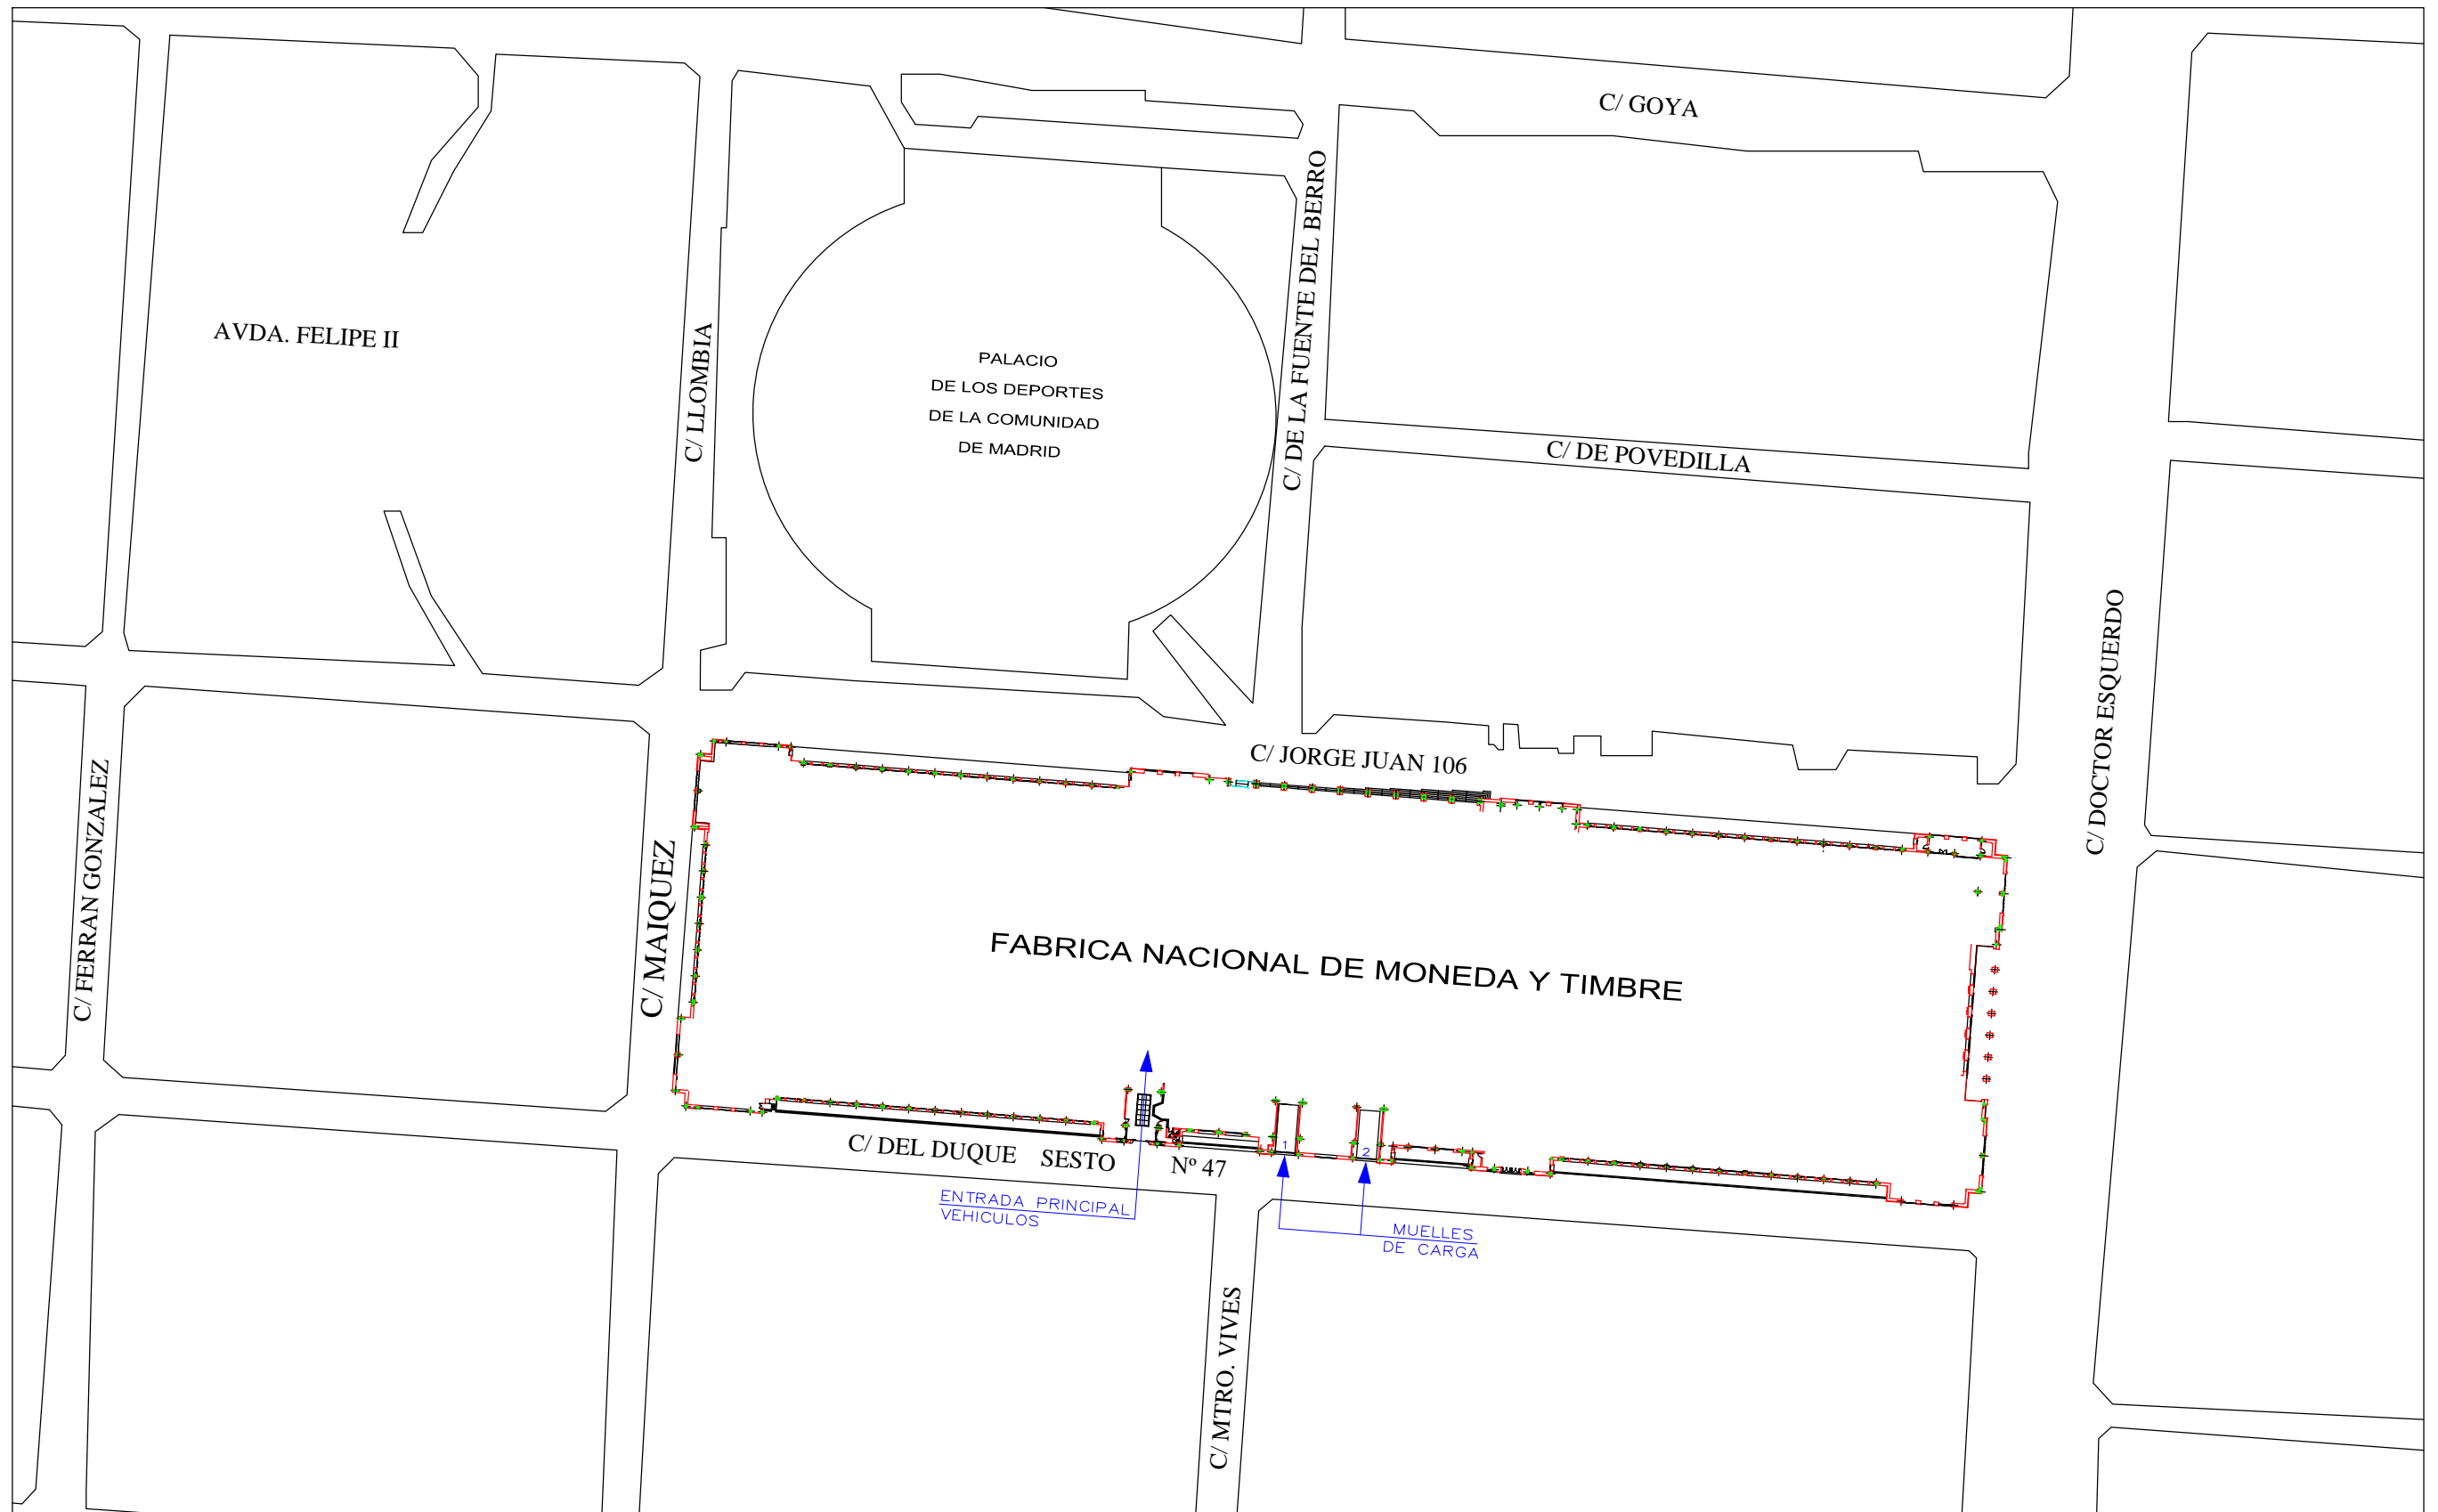 C/ GOYA
AVDA. FELIPE II
C/ LLOMBIA
PALACIO
DE LOS DEPORTES
DE LA COMUNIDAD
DE MADRID
C/ DE LA FUENTE DEL BERRO
C/ DE POVEDILLA
C/ DOCTOR ESQUERDO
C/ JORGE JUAN 106
C/ FERRAN GONZALEZ
C/ MAIQUEZ
FABRICA NACIONAL DE MONEDA Y TIMBRE
C/ DEL DUQUE SESTO Nº 47
1
2
ENTRADA PRINCIPAL
VEHICULOS
MUELLES
DE CARGA
C/ MTRO. VIVES